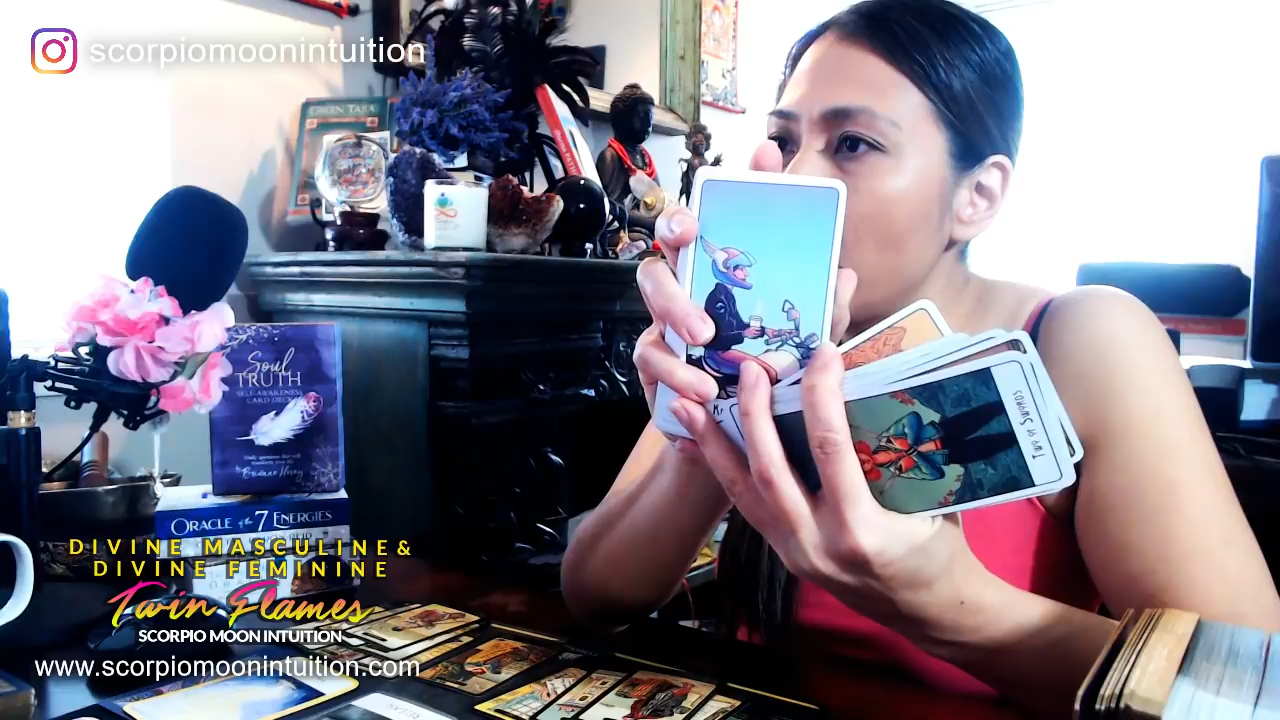 scorpiomoonintuition
GREEN TARA
Soul
TRUTH
SELF-AWARENESS
CARD DECK
ORACLE of the 7 ENERGIES
TWO OF SWORDS
DIVINE MASCULINE &
DIVINE FEMININE
Twin Flames
SCORPIO MOON INTUITION
www.scorpiomoonintuition.com